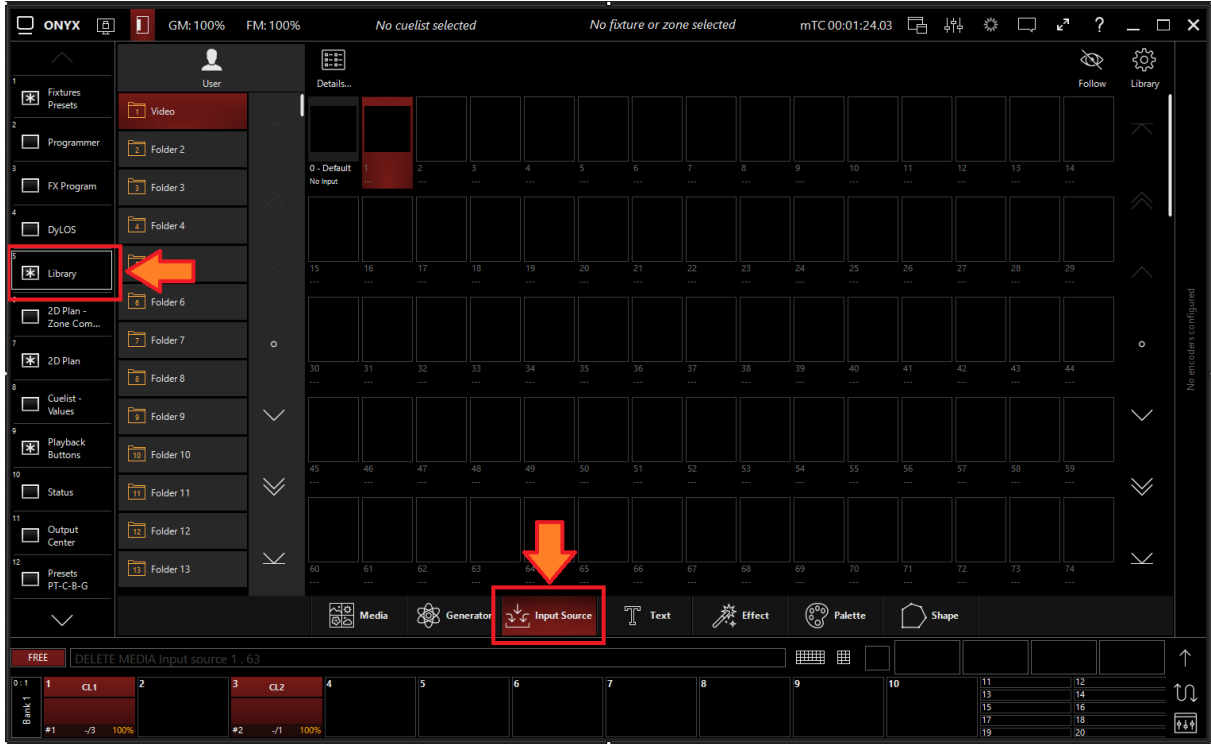 ONYX
GM: 100%
FM: 100%
No cuelist selected
No fixture or zone selected
mTC 00:01:24.03
?
1
Fixtures
Presets
2
Programmer
3
FX Program
4
DyLOS
5
Library
2D Plan -
Zone Com...
7
2D Plan
8
Cuelist -
Values
9
Playback
Buttons
10
Status
11
Output
Center
12
Presets
PT-C-B-G
User
1 Video
2 Folder 2
3 Folder 3
4 Folder 4
6 Folder 6
7 Folder 7
8 Folder 8
9 Folder 9
10 Folder 10
11 Folder 11
12 Folder 12
13 Folder 13
Details...
Follow
Library
0 - Default 1 2 3 4 5 6 7 8 9 10 11 12 13 14
No Input --- --- --- --- --- --- --- --- --- --- --- --- --- ---
15 16 17 18 19 20 21 22 23 24 25 26 27 28 29
--- --- --- --- --- --- --- --- --- --- --- --- --- --- ---
30 31 32 33 34 35 36 37 38 39 40 41 42 43 44
--- --- --- --- --- --- --- --- --- --- --- --- --- --- ---
45 46 47 48 49 50 51 52 53 54 55 56 57 58 59
--- --- --- --- --- --- --- --- --- --- --- --- --- --- ---
60 61 62 63 64 65 66 67 68 69 70 71 72 73 74
--- --- --- --- --- --- --- --- --- --- --- --- --- --- ---
No encoders configured
Media
Generator
Input Source
Text
Effect
Palette
Shape
FREE
DELETE MEDIA Input source 1 . 63
0 : 1
Bank 1
1 CL1
#1 -/3 100%
2
3 CL2
#2 -/1 100%
4
5
6
7
8
9
10
11 12
13 14
15 16
17 18
19 20